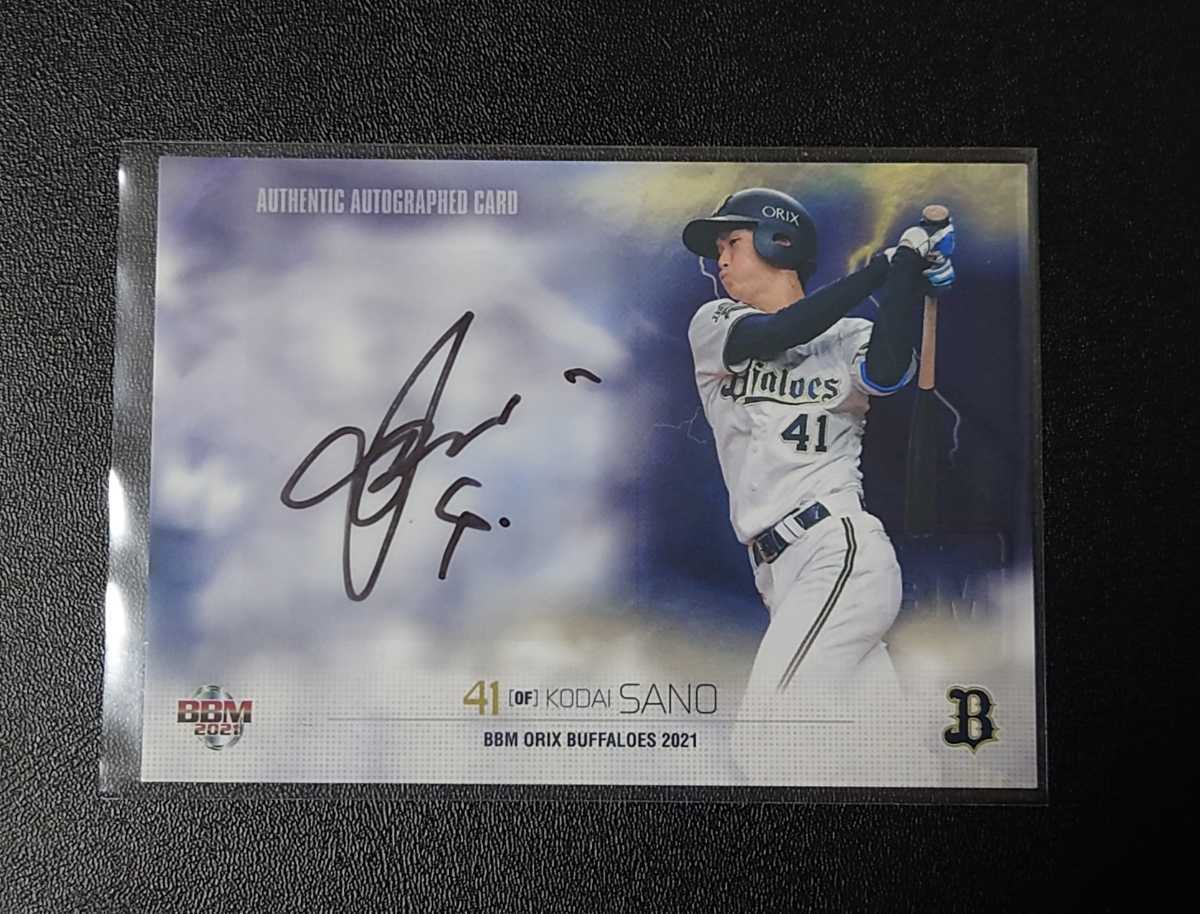 AUTHENTIC AUTOGRAPHED CARD
ORIX
Bfaloes
41
41 [OF] KODAI SANO
BBM
2021
BBM ORIX BUFFALOES 2021
B